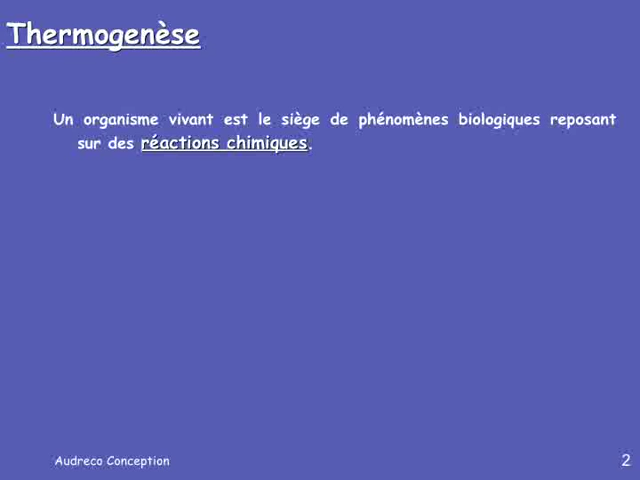 Thermogenèse
Un organisme vivant est le siège de phénomènes biologiques reposant
sur des réactions chimiques.
Audreco Conception
2